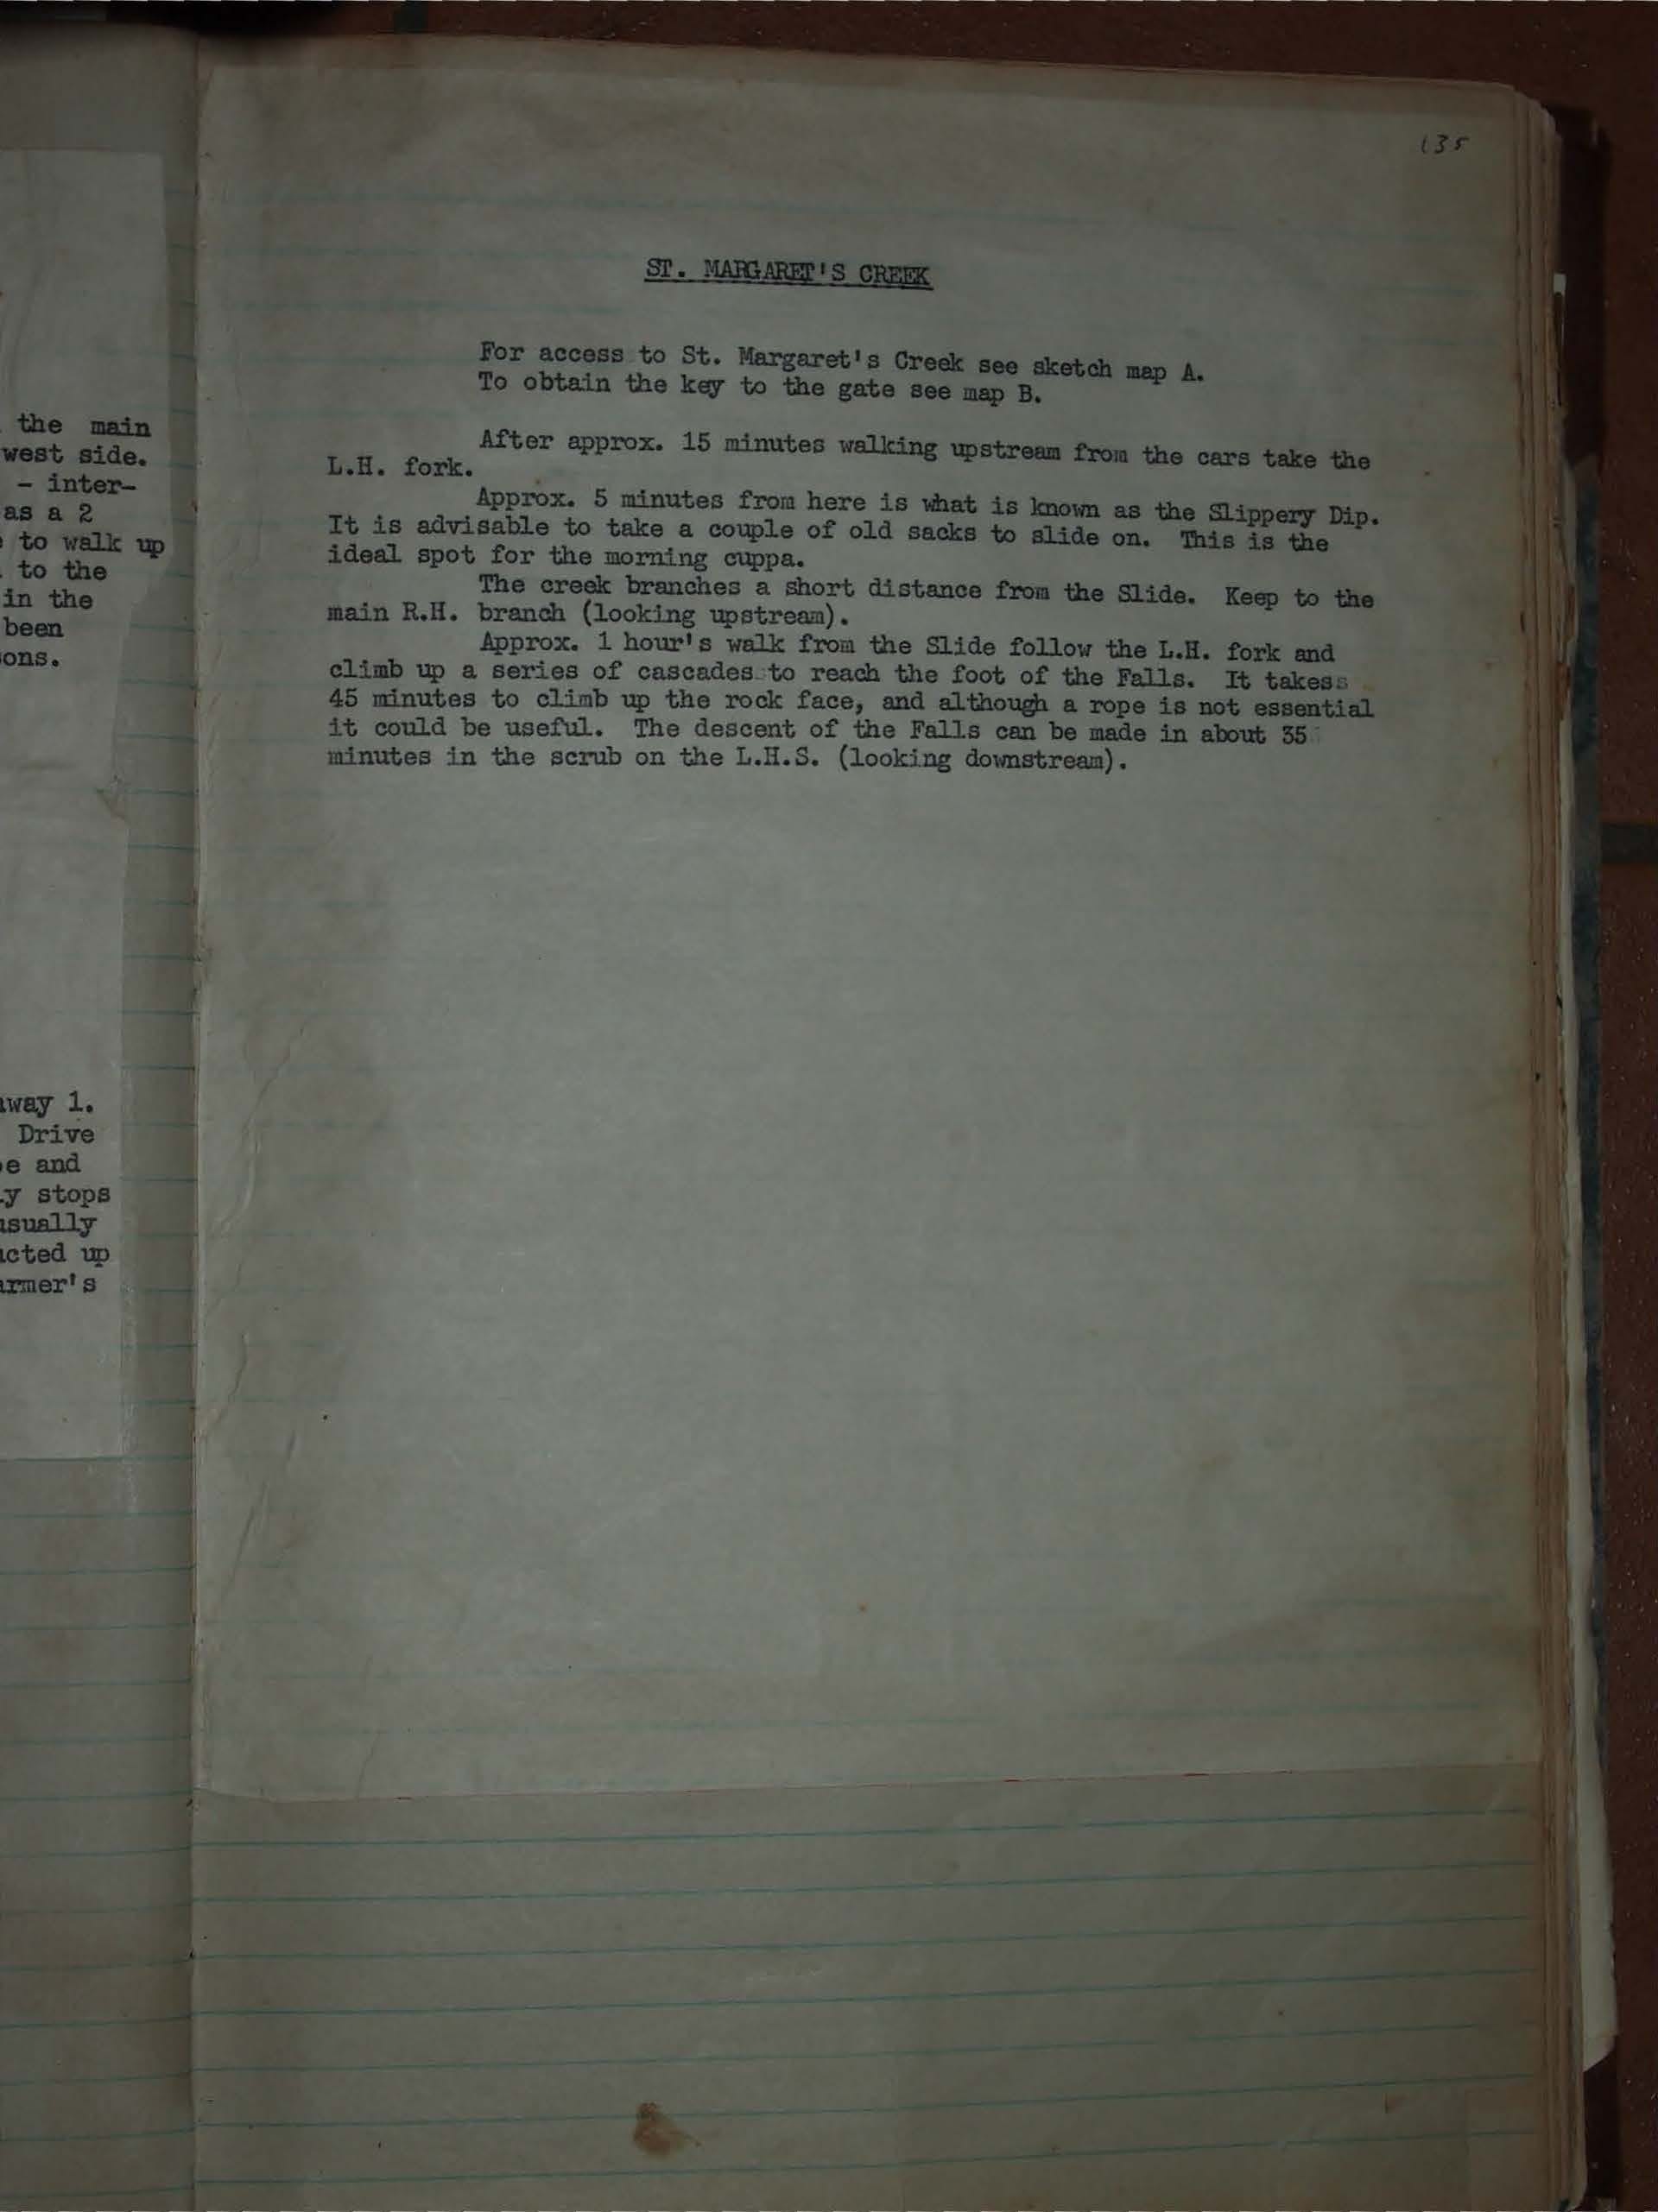 the main
west side.
- inter-
as a 2
to walk up
to the
in the
been
ons.
away 1.
Drive
e and
y stops
usually
acted up
armer's
135
ST. MARGARET'S CREEK
For access to St. Margaret's Creek see sketch map A.
To obtain the key to the gate see map B.
After approx. 15 minutes walking upstream from the cars take the
L.H. fork.
Approx. 5 minutes from here is what is known as the Slippery Dip.
It is advisable to take a couple of old sacks to slide on. This is the
ideal spot for the morning cuppa.
The creek branches a short distance from the Slide. Keep to the
main R.H. branch (looking upstream).
Approx. 1 hour's walk from the Slide follow the L.H. fork and
climb up a series of cascades to reach the foot of the Falls. It takess
45 minutes to climb up the rock face, and although a rope is not essential
it could be useful. The descent of the Falls can be made in about 35
minutes in the scrub on the L.H.S. (looking downstream).